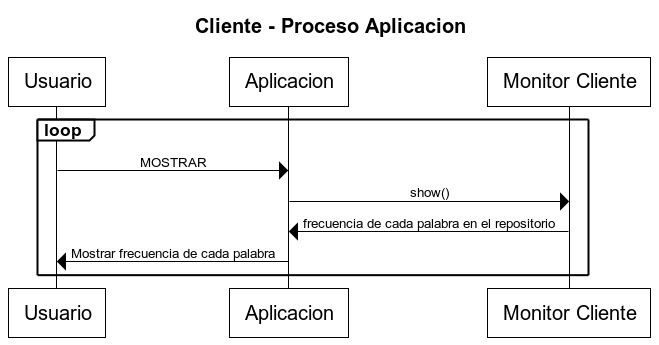 Cliente - Proceso Aplicacion
Usuario
Aplicacion
Monitor Cliente
loop
MOSTRAR
show()
frecuencia de cada palabra en el repositorio
Mostrar frecuencia de cada palabra
Usuario
Aplicacion
Monitor Cliente